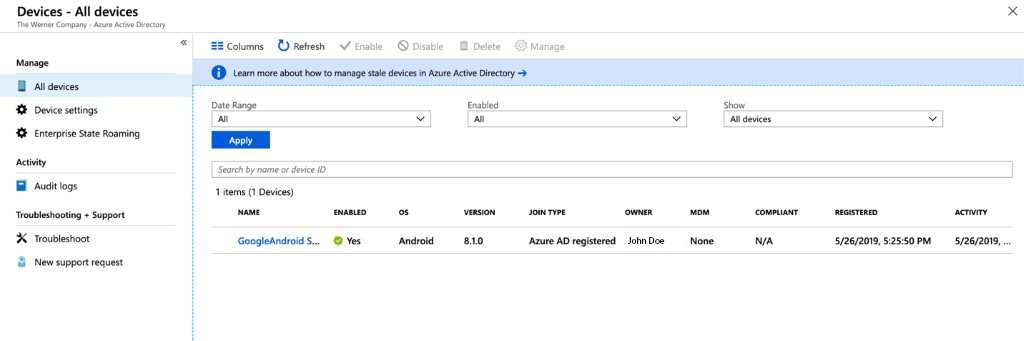 Devices - All devices
The Werner Company - Azure Active Directory
«
Manage
All devices
Device settings
Enterprise State Roaming
Activity
Audit logs
Troubleshooting + Support
Troubleshoot
New support request
Columns Refresh Enable Disable Delete Manage
Learn more about how to manage stale devices in Azure Active Directory →
Date Range Enabled Show
All All All devices
Apply
Search by name or device ID
1 items (1 Devices)
NAME ENABLED OS VERSION JOIN TYPE OWNER MDM COMPLIANT REGISTERED ACTIVITY
GoogleAndroid S... Yes Android 8.1.0 Azure AD registered John Doe None N/A 5/26/2019, 5:25:50 PM 5/26/2019, ...